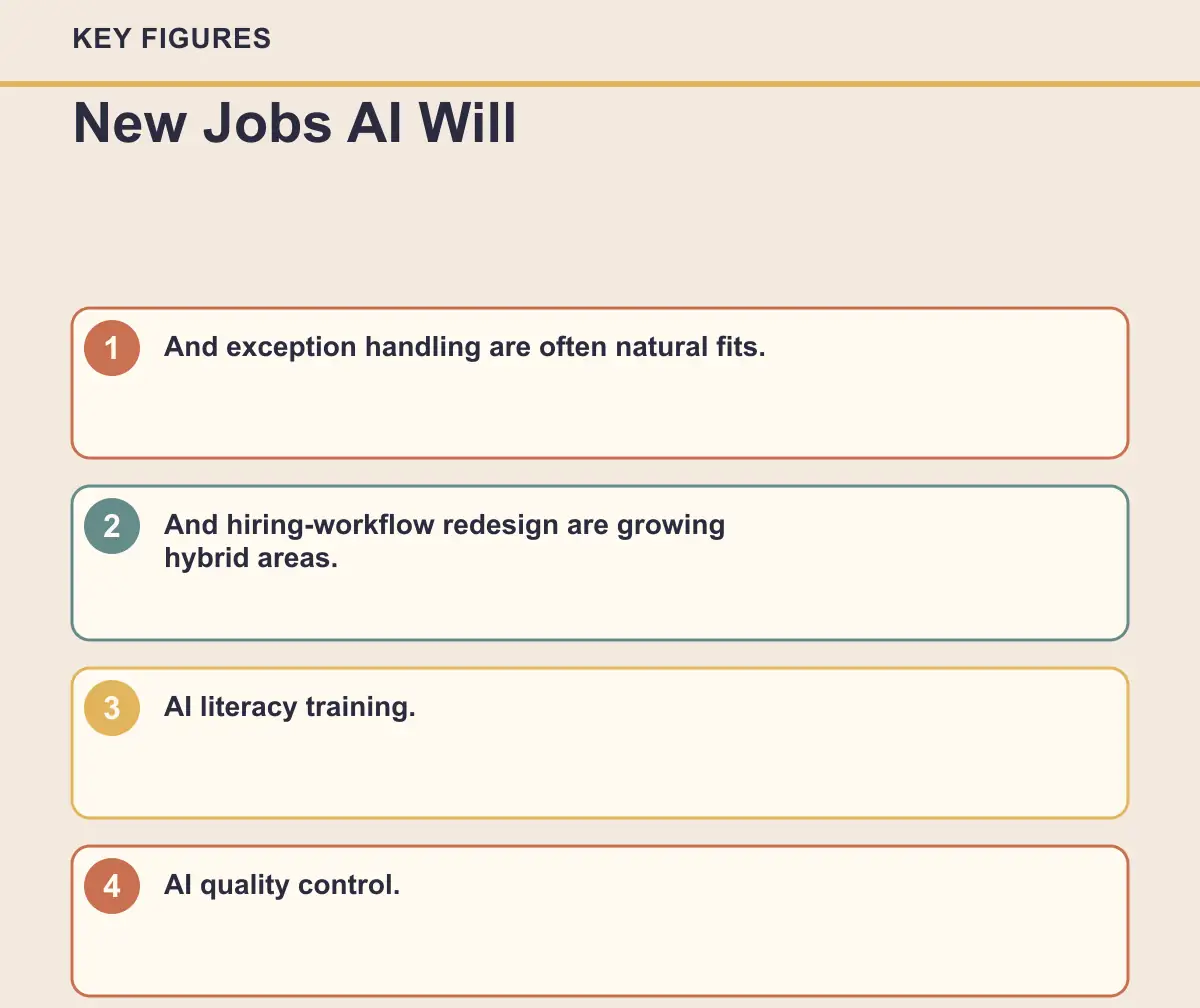 KEY FIGURES
New Jobs AI Will
1
And exception handling are often natural fits.
2
And hiring-workflow redesign are growing
hybrid areas.
3
AI literacy training.
4
AI quality control.